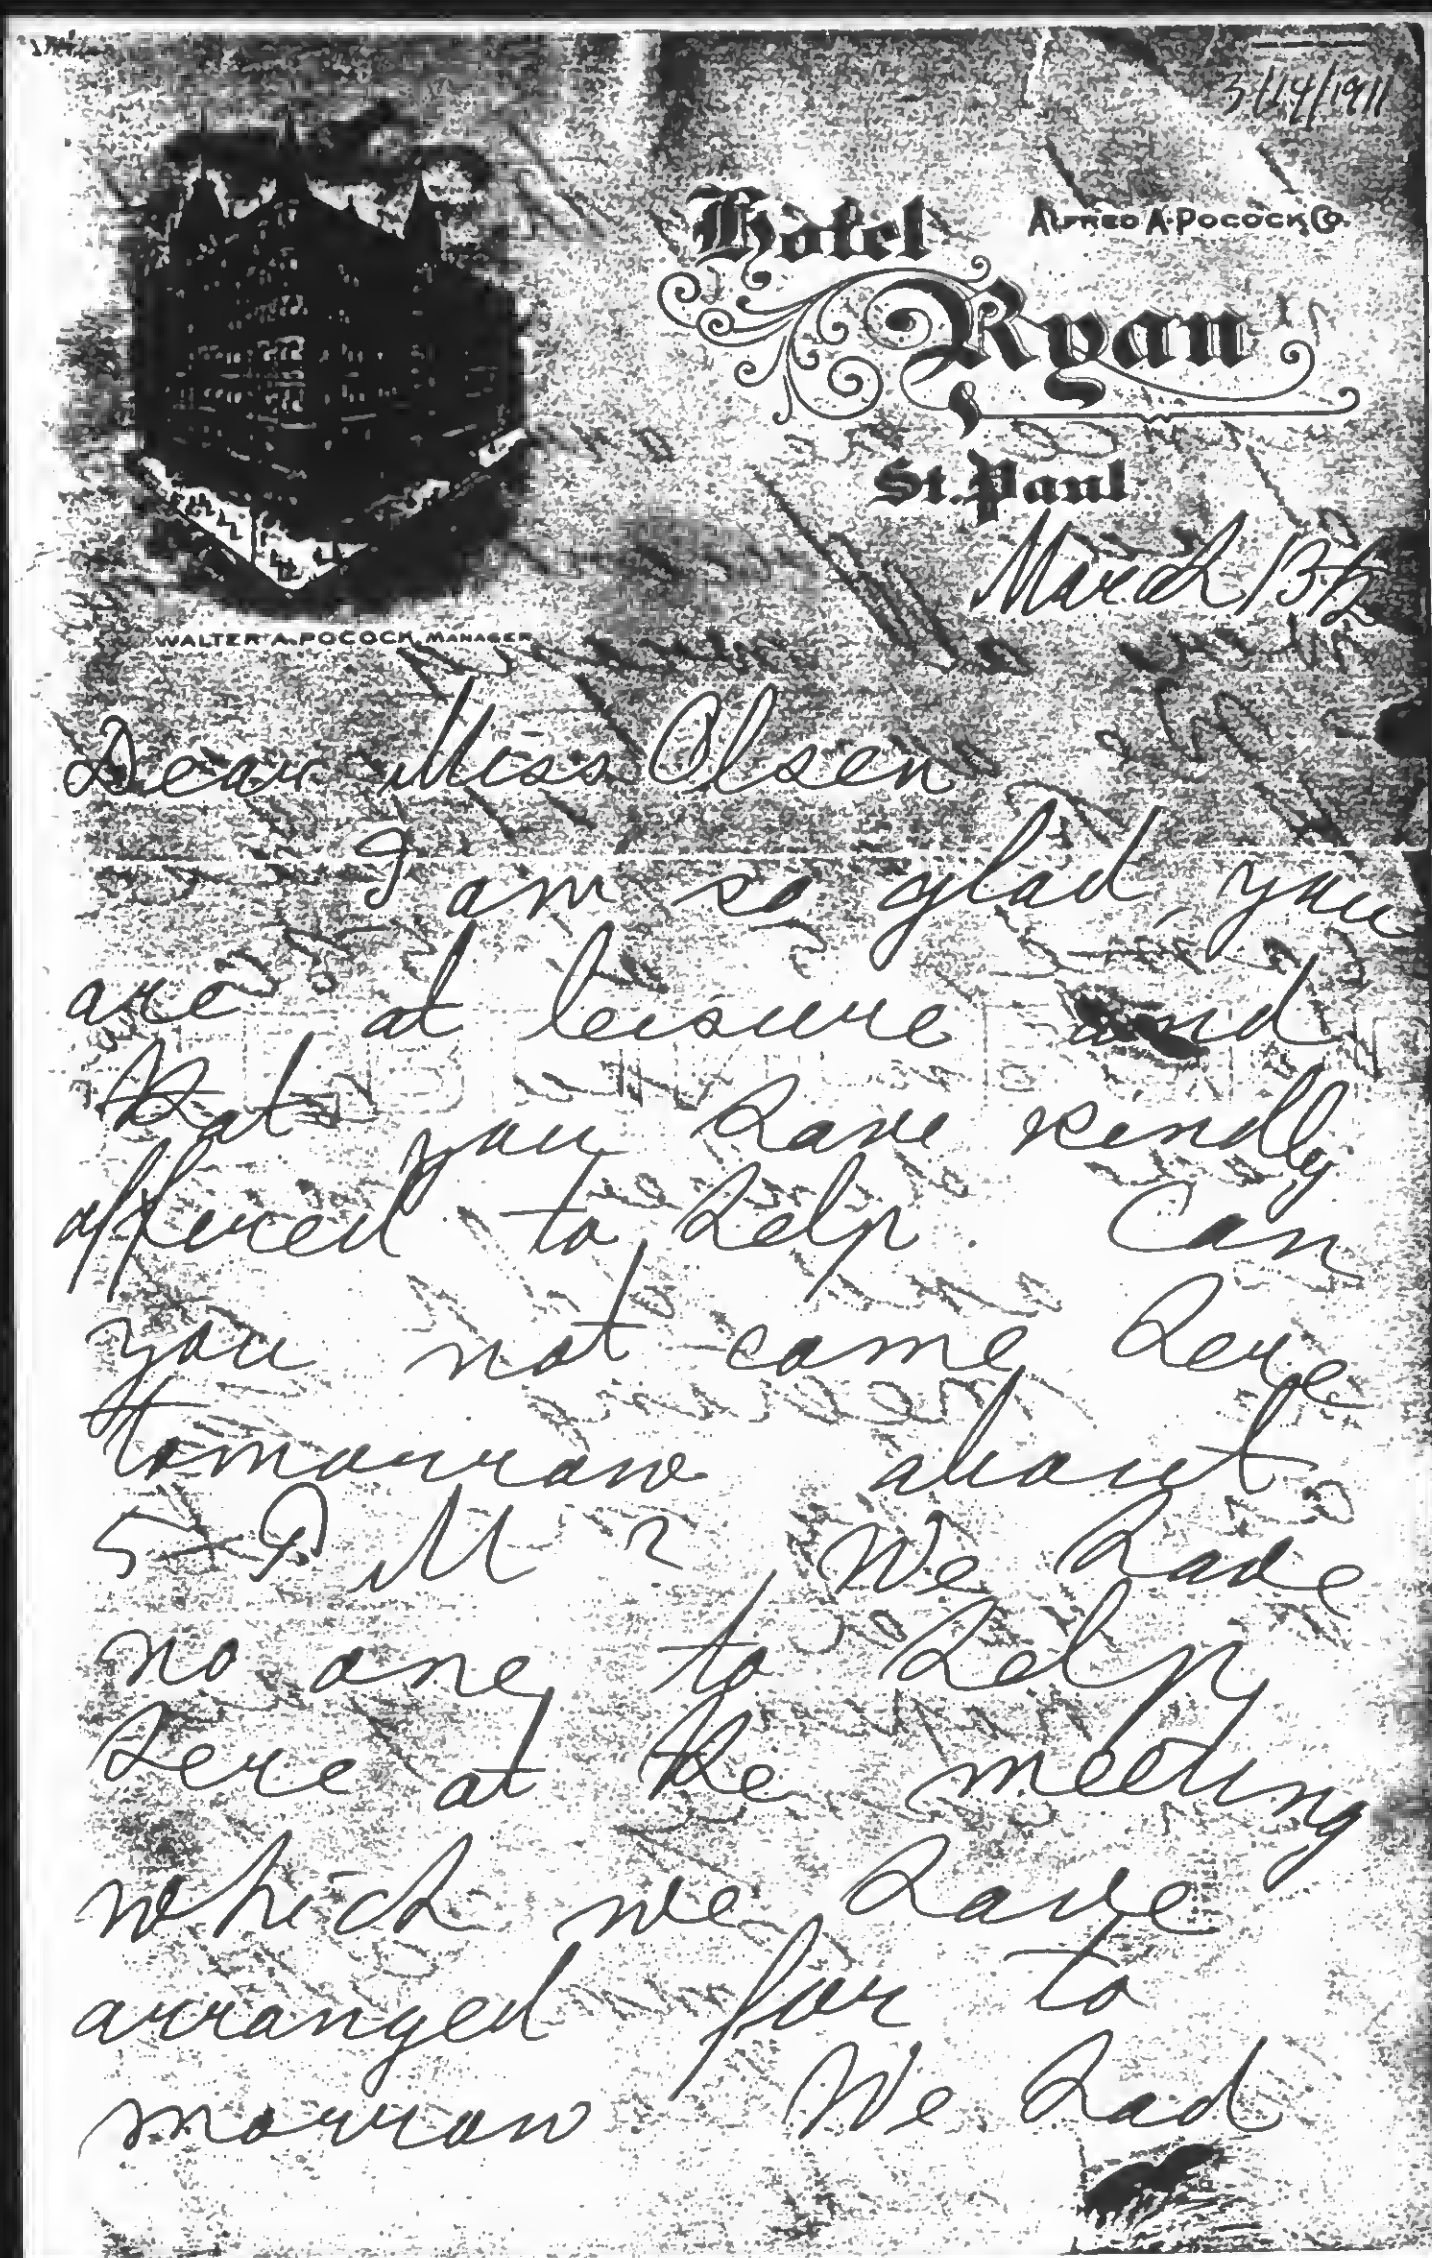 3/14/1911
Hotel
Alfred A. Pocock Co.
Ryan
St. Paul
March 13th
WALTER A. POCOCK, MANAGER
Dear Miss Olsen
I am so glad, you
are at leisure and
that you have kindly
offered to help. Can
you not come here
tomorrow about
5 P M ? We have
no one to help
here at the meeting
which we have
arranged for to
morrow We had